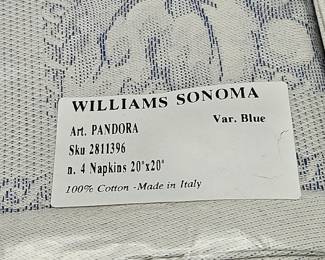 WILLIAMS SONOMA
Art. PANDORA Var. Blue
Sku 2811396
n. 4 Napkins 20"x20"
100% Cotton -Made in Italy